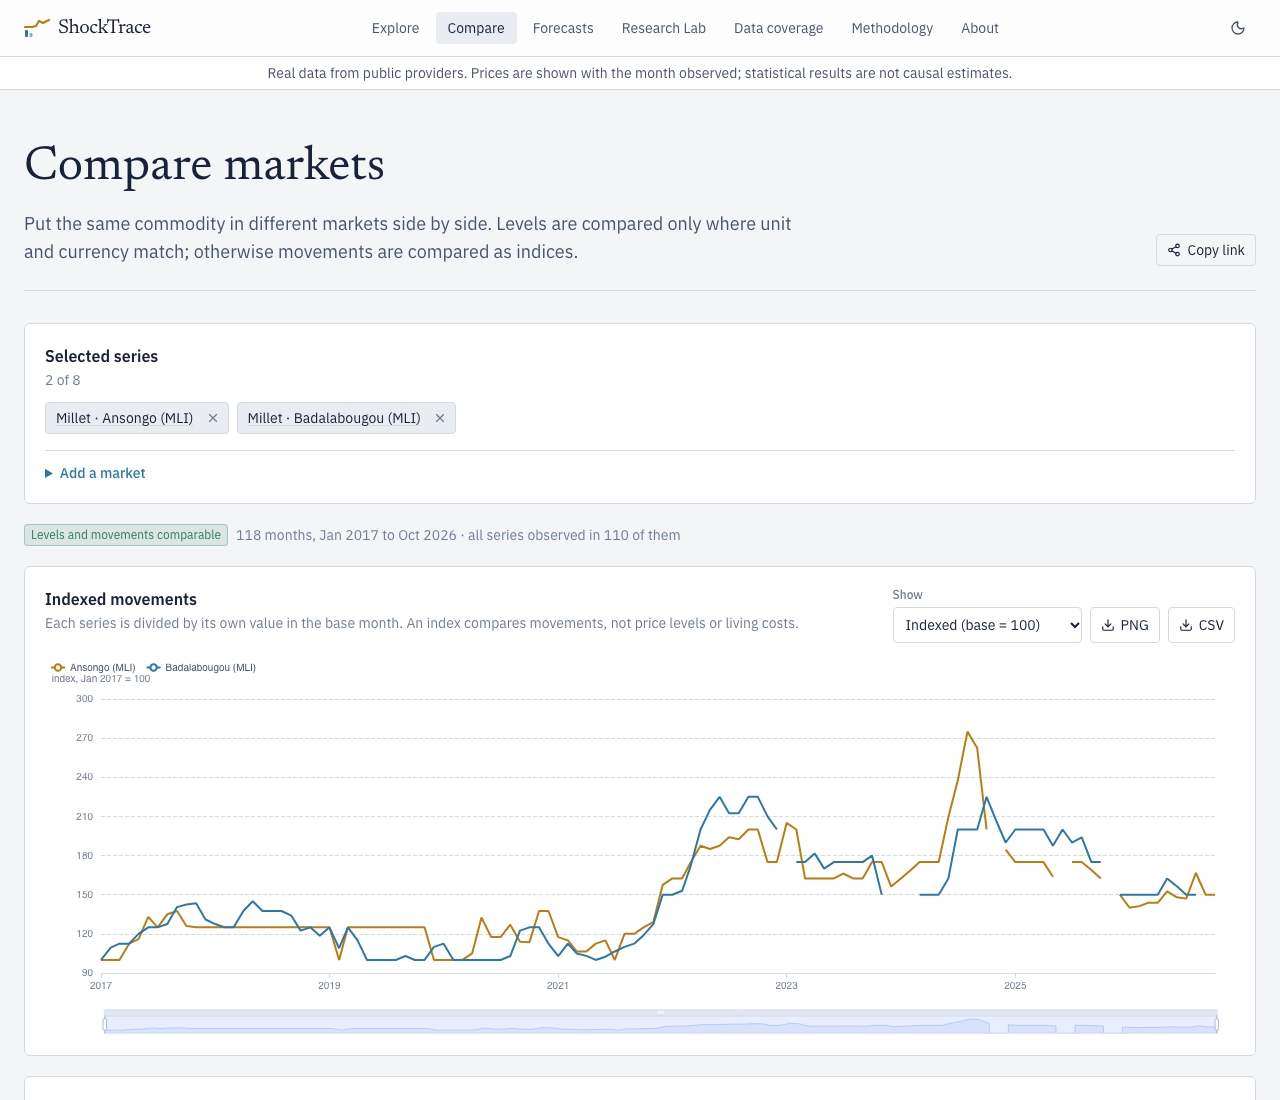 ShockTrace
Explore
Compare
Forecasts
Research Lab
Data coverage
Methodology
About
Real data from public providers. Prices are shown with the month observed; statistical results are not causal estimates.
Compare markets
Put the same commodity in different markets side by side. Levels are compared only where unit
and currency match; otherwise movements are compared as indices.
Copy link
Selected series
2 of 8
Millet · Ansongo (MLI) ×
Millet · Badalabougou (MLI) ×
Add a market
Levels and movements comparable
118 months, Jan 2017 to Oct 2026 · all series observed in 110 of them
Indexed movements
Each series is divided by its own value in the base month. An index compares movements, not price levels or living costs.
Show
Indexed (base = 100)
PNG
CSV
Ansongo (MLI)
Badalabougou (MLI)
index, Jan 2017 = 100
300
270
240
210
180
150
120
90
2017
2019
2021
2023
2025